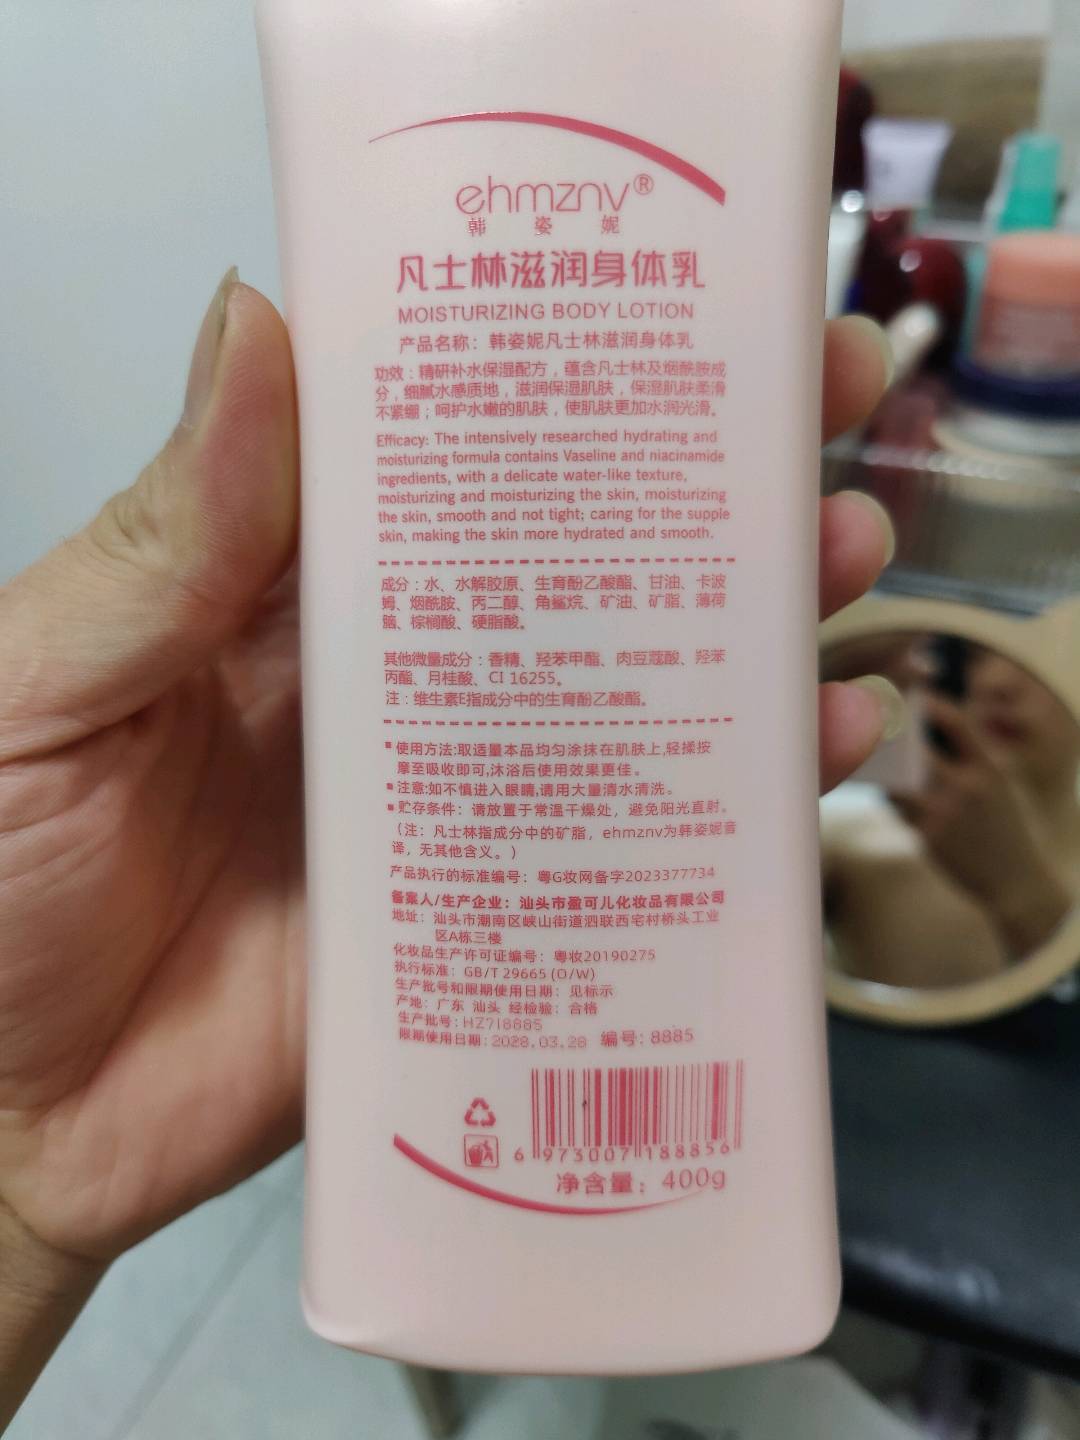 ehmznv®
韩姿妮
凡士林滋润身体乳
MOISTURIZING BODY LOTION
产品名称：韩姿妮凡士林滋润身体乳
功效：精研补水保湿配方，蕴含凡士林及烟酰胺成
分，细腻水感质地，滋润保湿肌肤，保湿肌肤柔滑
不紧绷；呵护水嫩的肌肤，使肌肤更加水润光滑。
Efficacy: The intensively researched hydrating and
moisturizing formula contains Vaseline and niacinamide
ingredients, with a delicate water-like texture,
moisturizing and moisturizing the skin, moisturizing
the skin, smooth and not tight; caring for the supple
skin, making the skin more hydrated and smooth.
成分：水、水解胶原、生育酚乙酸酯、甘油、卡波
姆、烟酰胺、丙二醇、角鲨烷、矿油、矿脂、薄荷
脑、棕榈酸、硬脂酸。
其他微量成分：香精、羟苯甲酯、肉豆蔻酸、羟苯
丙酯、月桂酸、CI 16255。
注：维生素E指成分中的生育酚乙酸酯。
▪使用方法:取适量本品均匀涂抹在肌肤上,轻揉按
摩至吸收即可,沐浴后使用效果更佳。
▪注意:如不慎进入眼睛,请用大量清水清洗。
▪贮存条件：请放置于常温干燥处，避免阳光直射。
（注：凡士林指成分中的矿脂，ehmznv为韩姿妮音
译，无其他含义。）
产品执行的标准编号：粤G妆网备字2023377734
备案人/生产企业：汕头市盈可儿化妆品有限公司
地址：汕头市潮南区峡山街道泗联西宅村桥头工业
区A栋三楼
化妆品生产许可证编号：粤妆20190275
执行标准：GB/T 29665 (O/W)
生产批号和限期使用日期：见标示
产地：广东 汕头 经检验：合格
生产批号:HZ7I8885
限期使用日期:2028.03.28 编号:8885
6 973007 188856
净含量：400g